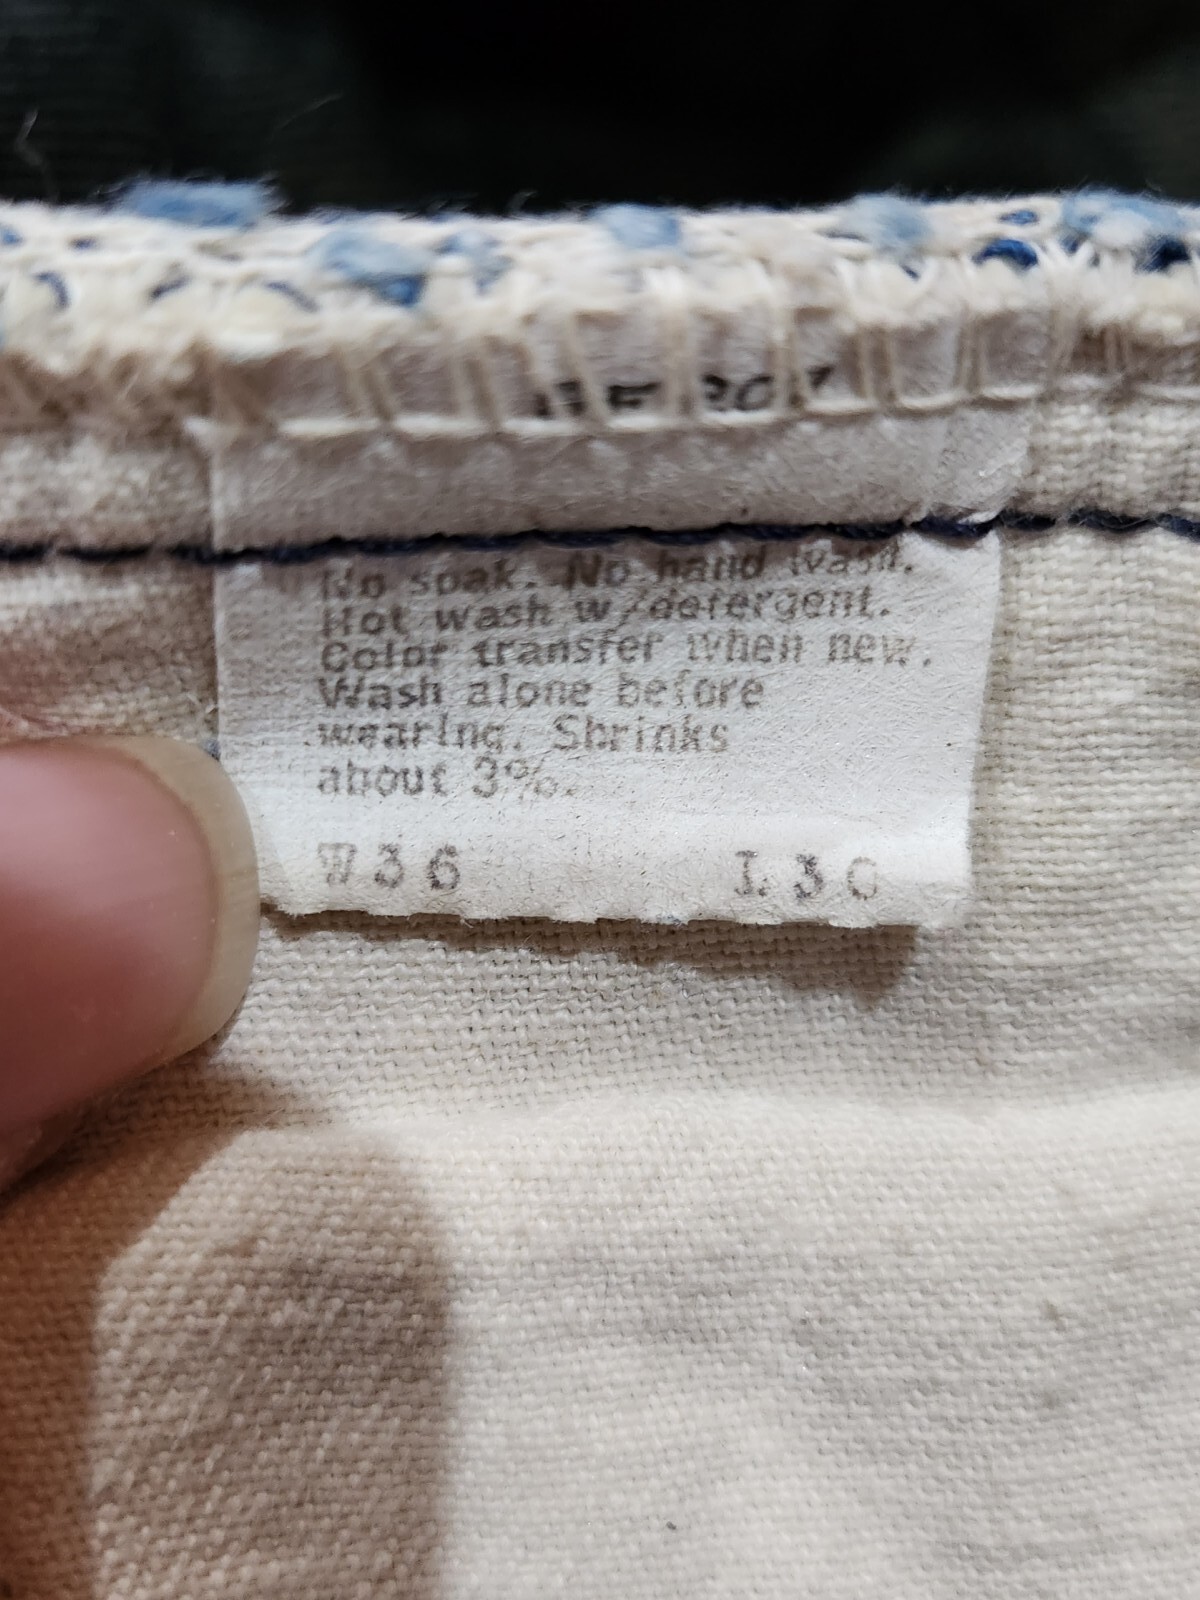 No soak. No hand wash.
Hot wash w/detergent.
Color transfer when new.
Wash alone before
wearing. Shrinks
about 3%.
W36 L30